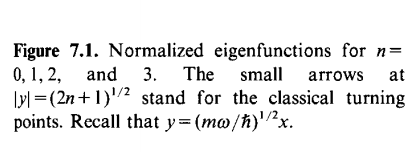 Figure 7.1. Normalized eigenfunctions for n=
0, 1, 2, and 3. The small arrows at
|y|=(2n+1)^1/2 stand for the classical turning
points. Recall that y=(mω/ħ)^1/2x.